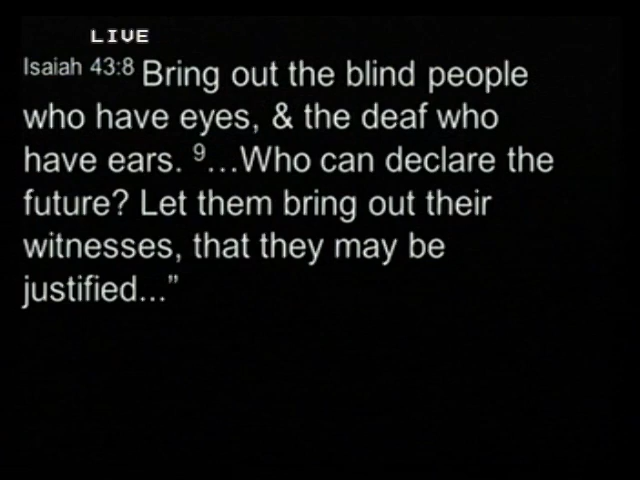 LIVE
Isaiah 43:8 Bring out the blind people
who have eyes, & the deaf who
have ears. 9…Who can declare the
future? Let them bring out their
witnesses, that they may be
justified...”